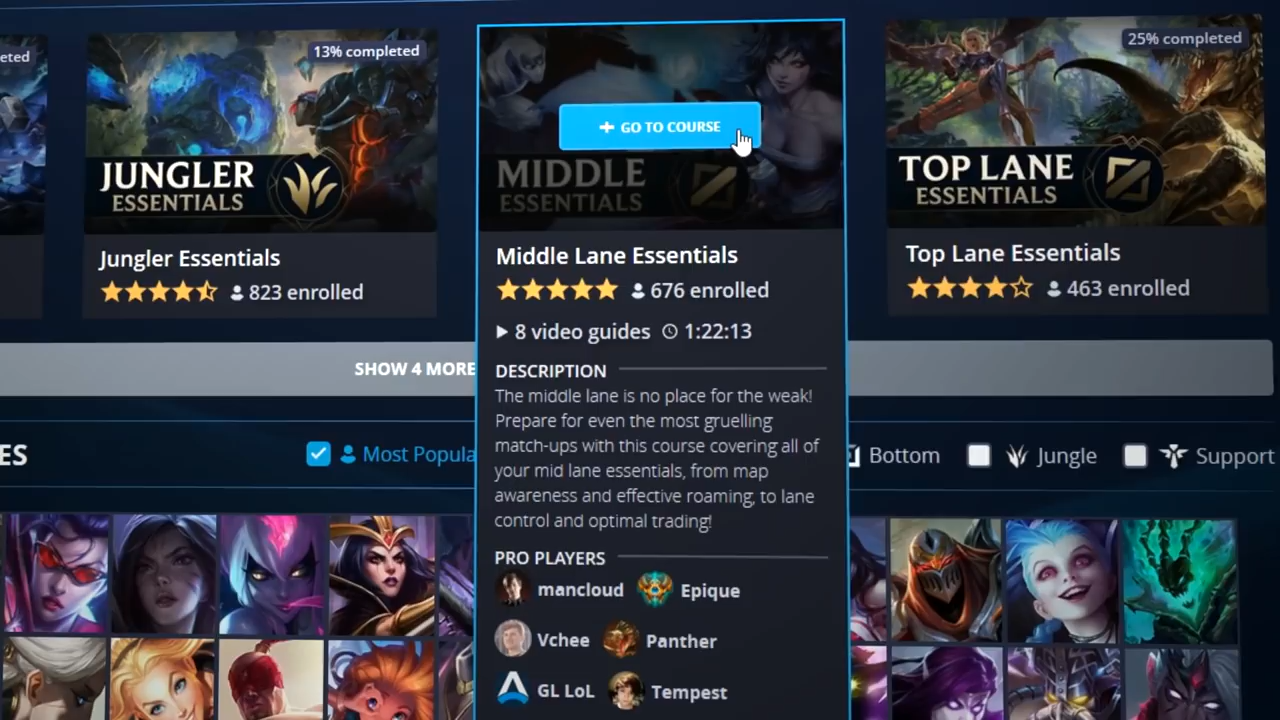 eted
13% completed
JUNGLER
ESSENTIALS
Jungler Essentials
823 enrolled
GO TO COURSE
MIDDLE
ESSENTIALS
Middle Lane Essentials
676 enrolled
8 video guides 1:22:13
DESCRIPTION
The middle lane is no place for the weak!
Prepare for even the most gruelling
match-ups with this course covering all of
your mid lane essentials, from map
awareness and effective roaming, to lane
control and optimal trading!
PRO PLAYERS
mancloud Epique
Vchee Panther
GL LoL Tempest
25% completed
TOP LANE
ESSENTIALS
Top Lane Essentials
463 enrolled
SHOW 4 MORE
ES
Most Popula
Bottom Jungle Support